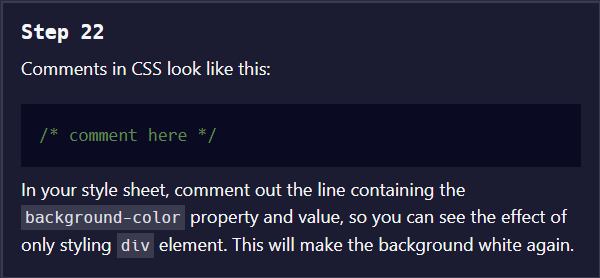 Step 22
Comments in CSS look like this:
/* comment here */
In your style sheet, comment out the line containing the
background-color property and value, so you can see the effect of
only styling div element. This will make the background white again.